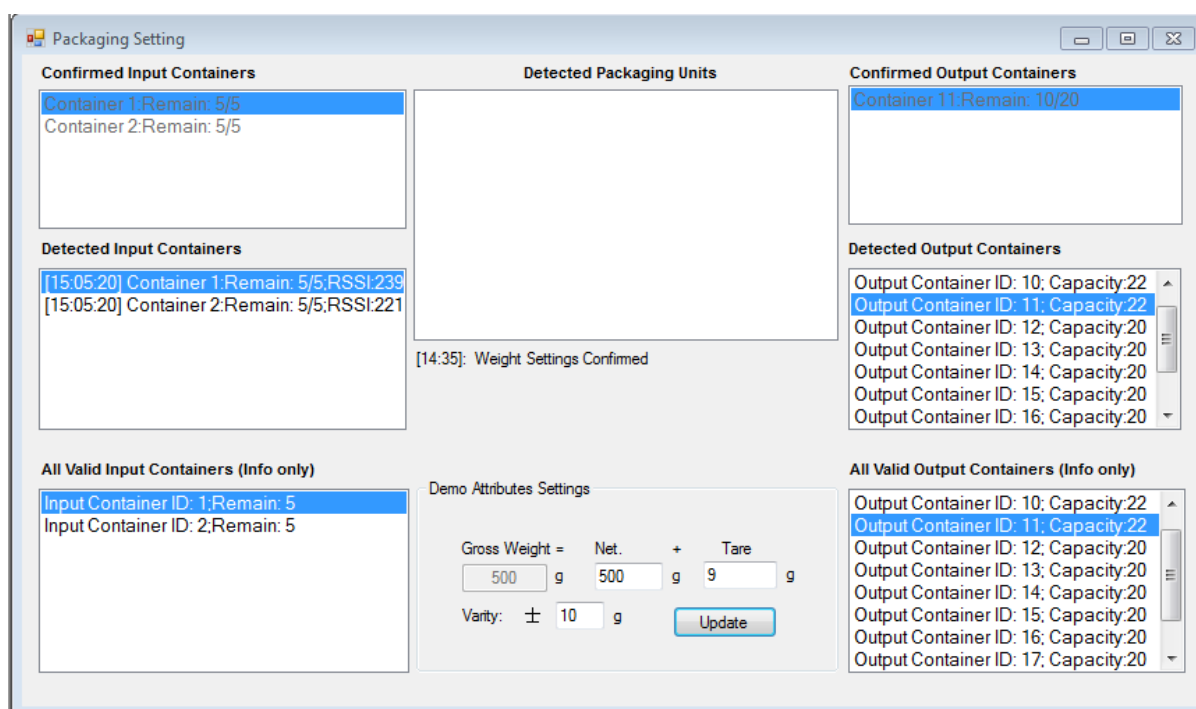 Packaging Setting
Confirmed Input Containers
Container 1:Remain: 5/5
Container 2:Remain: 5/5
Detected Packaging Units
Confirmed Output Containers
Container 11:Remain: 10/20
Detected Input Containers
[15:05:20] Container 1:Remain: 5/5;RSSI:239
[15:05:20] Container 2:Remain: 5/5;RSSI:221
[14:35]: Weight Settings Confirmed
Detected Output Containers
Output Container ID: 10; Capacity:22
Output Container ID: 11; Capacity:22
Output Container ID: 12; Capacity:20
Output Container ID: 13; Capacity:20
Output Container ID: 14; Capacity:20
Output Container ID: 15; Capacity:20
Output Container ID: 16; Capacity:20
All Valid Input Containers (Info only)
Input Container ID: 1;Remain: 5
Input Container ID: 2;Remain: 5
Demo Attributes Settings
Gross Weight = Net. + Tare
500 g 500 g 9 g
Varity: ± 10 g Update
All Valid Output Containers (Info only)
Output Container ID: 10; Capacity:22
Output Container ID: 11; Capacity:22
Output Container ID: 12; Capacity:20
Output Container ID: 13; Capacity:20
Output Container ID: 14; Capacity:20
Output Container ID: 15; Capacity:20
Output Container ID: 16; Capacity:20
Output Container ID: 17; Capacity:20